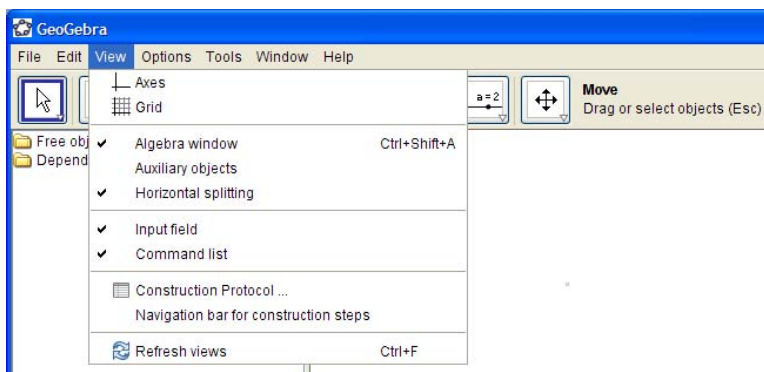 GeoGebra
File Edit View Options Tools Window Help
Axes
Grid
a=2
Move
Drag or select objects (Esc)
Free obj
Depend
Algebra window Ctrl+Shift+A
Auxiliary objects
Horizontal splitting
Input field
Command list
Construction Protocol ...
Navigation bar for construction steps
Refresh views Ctrl+F